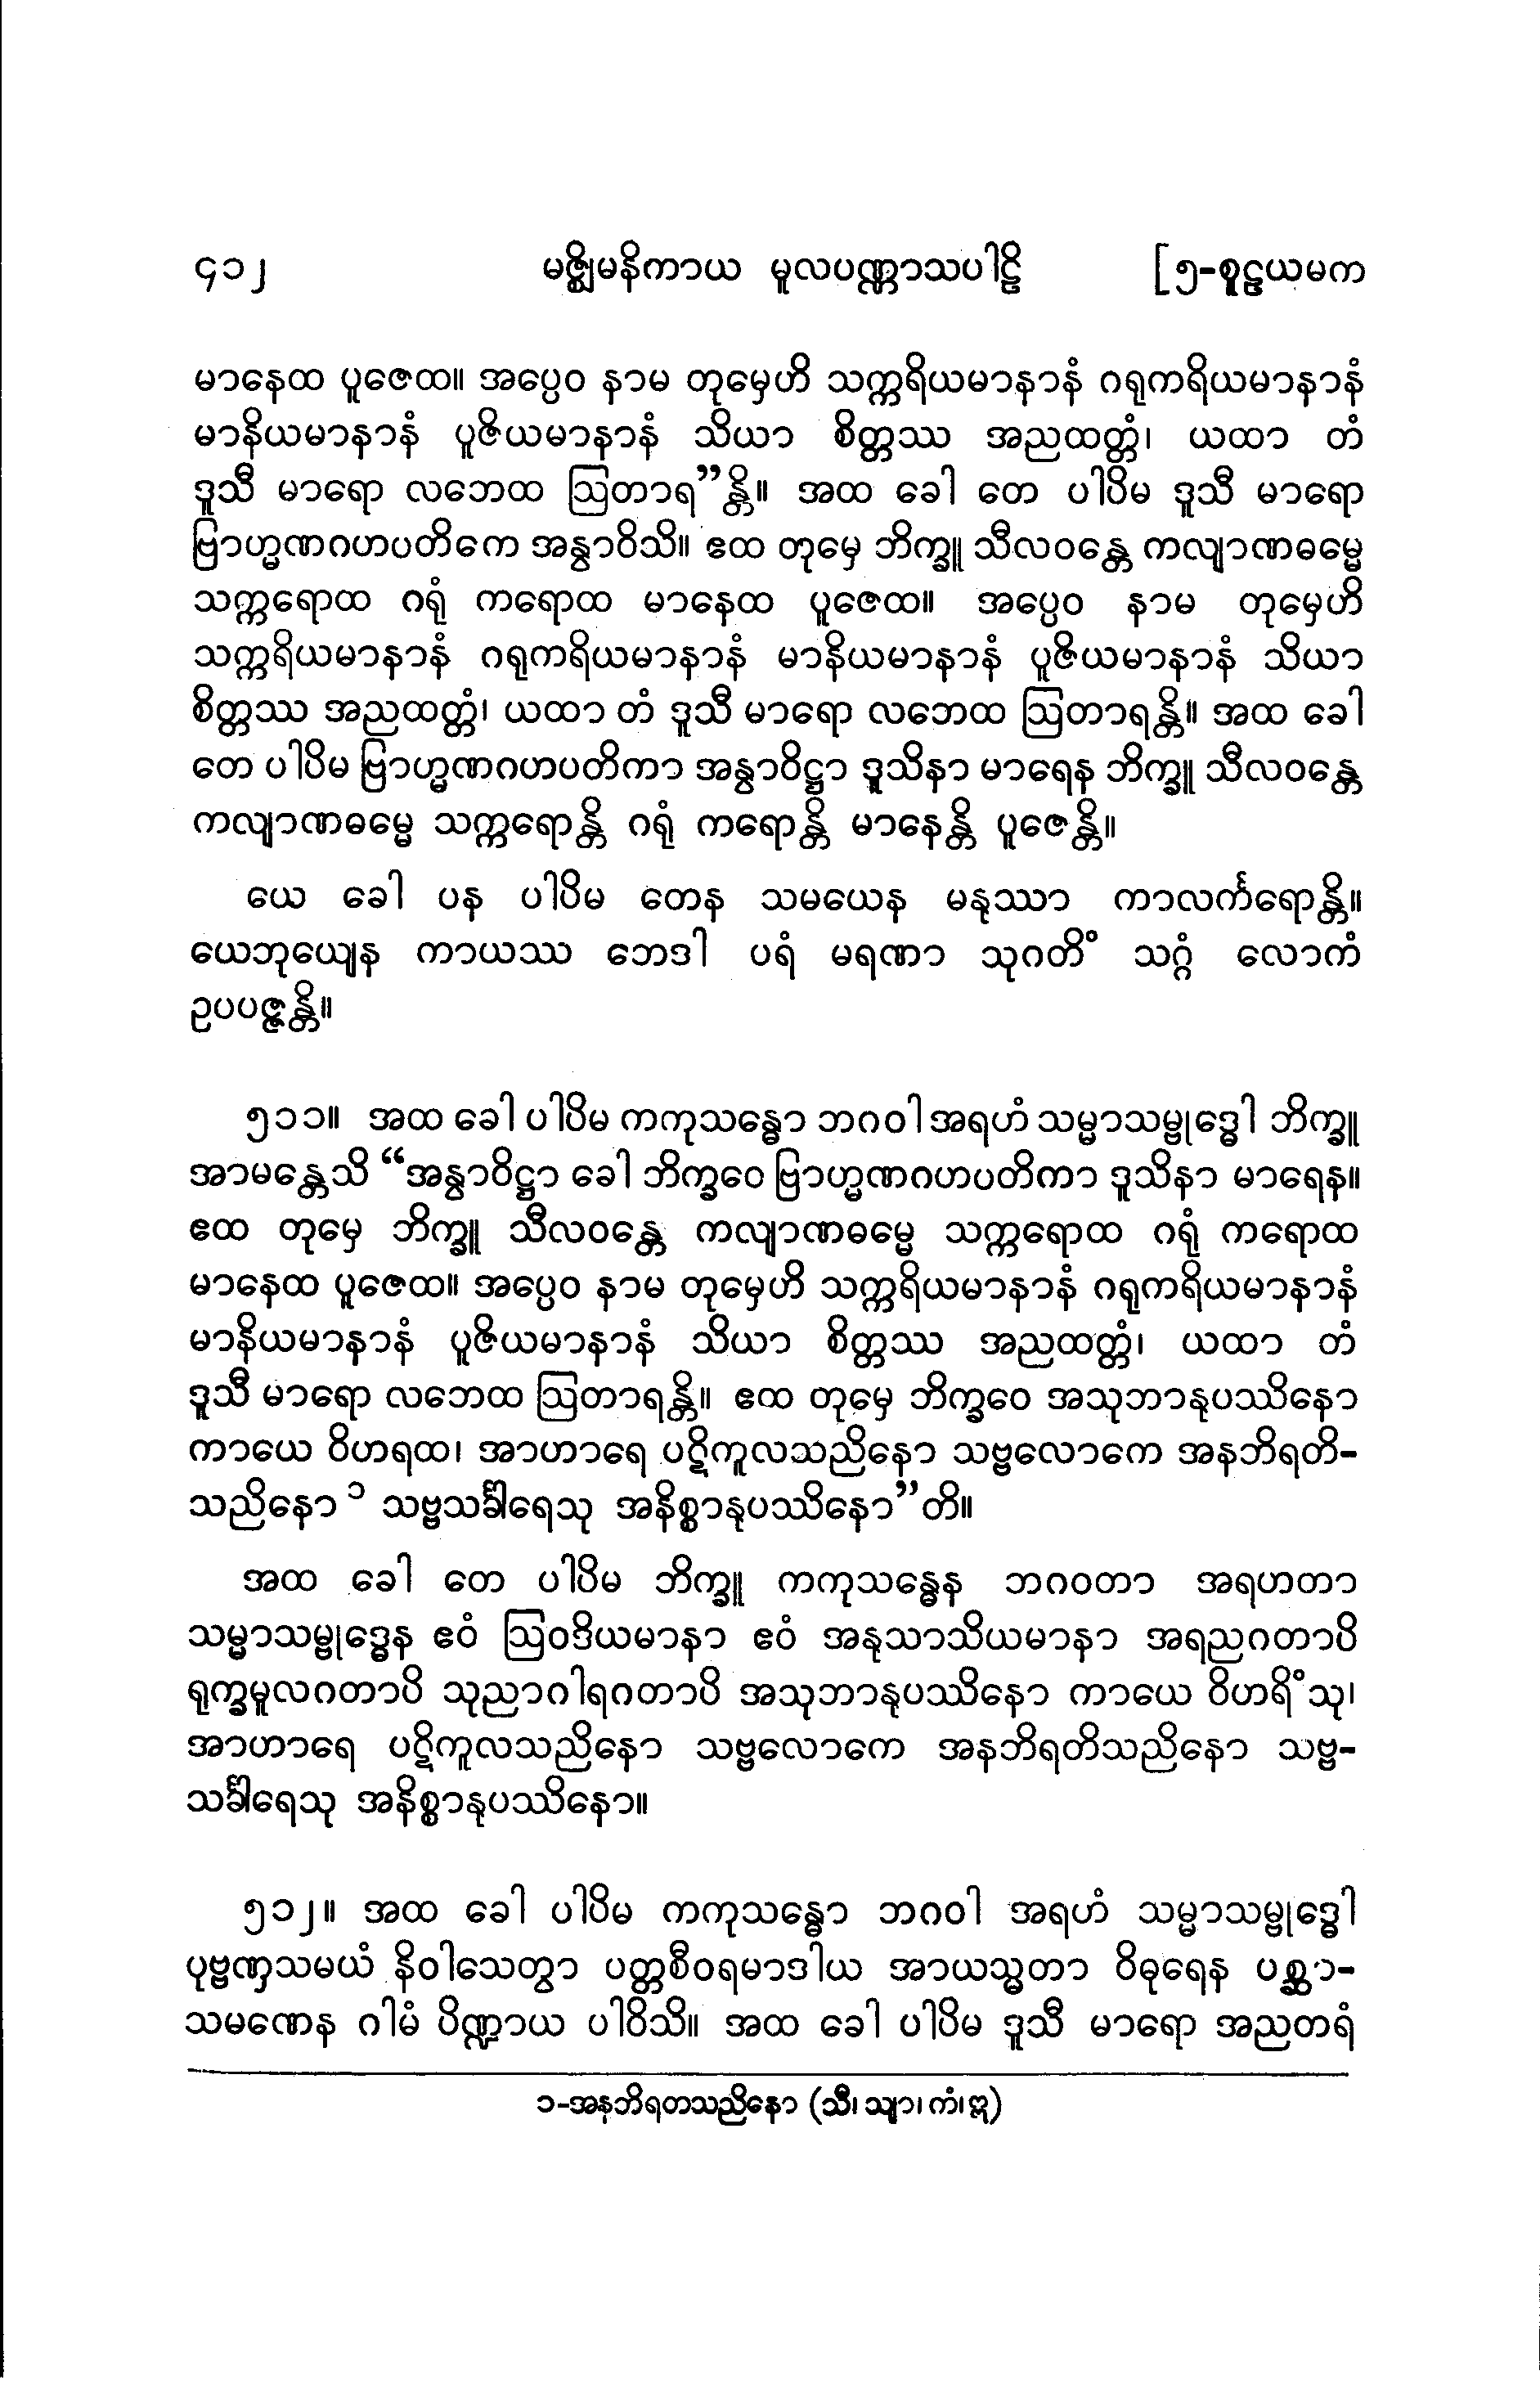 ၄၁၂ မဇ္ဈိမနိကာယ မူလပဏ္ဏာသပါဠိ [၅-စူဠယမက
မာနေထ ပူဇေထ။ အပ္ပေဝ နာမ တုမှေဟိ သက္ကရိယမာနာနံ ဂရုကရိယမာနာနံ
မာနိယမာနာနံ ပူဇိယမာနာနံ သိယာ စိတ္တဿ အညထတ္တံ၊ ယထာ တံ
ဒူသီ မာရော လဘေထ ဩတာရ”န္တိ။ အထ ခေါ တေ ပါပိမ ဒူသီ မာရော
ဗြာဟ္မဏဂဟပတိကေ အန္វာဝိသိ။ ဧထ တုမှေ ဘိက္ခူ သီလဝန္တေ ကလျာဏဓမ္မေ
သက္ကရောထ ဂရုံ ကရောထ မာနေထ ပူဇေထ။ အပ္ပေဝ နာမ တုမှေဟိ
သက္ကရိယမာနာနံ ဂရုကရိယမာနာနံ မာနိယမာနာနံ ပူဇိယမာနာနံ သိယာ
စိတ္တဿ အညထတ္တံ၊ ယထာ တံ ဒူသီ မာရော လဘေထ ဩတာရန္တိ။ အထ ခေါ
တေ ပါပိမ ဗြာဟ္မဏဂဟပတိကာ အန္વာဝိဋ္ဌာ ဒူသိနာ မာရေန ဘိက္ခူ သီလဝန္တေ
ကလျာဏဓမ္မေ သက္ကရောန္တိ ဂရုံ ကရောန္တိ မာနေန္တိ ပူဇေန္တိ။
ယေ ခေါ ပန ပါပိမ တေန သမယေန မနုဿာ ကာလင်္ကရောန္တိ။
ယေဘုယျေန ကာယဿ ဘေဒါ ပရံ မရဏာ သုဂတိံ သဂ္ဂံ လောကံ
ဥပပဇ္ဇန္တိ။
၅၁၁။ အထ ခေါ ပါပိမ ကကုသန္ဓော ဘဂဝါ အရဟံ သမ္မာသမ္ဗုဒ္ဓေါ ဘိက္ခူ
အာမန္တေသိ “အန္વာဝိဋ္ဌာ ခေါ ဘိက္ခဝေ ဗြာဟ္မဏဂဟပတိကာ ဒူသိနာ မာရေန။
ဧထ တုမှေ ဘိက္ခူ သီလဝန္တေ ကလျာဏဓမ္မေ သက္ကရောထ ဂရုံ ကရောထ
မာနေထ ပူဇေထ။ အပ္ပေဝ နာမ တုမှေဟိ သက္ကရိယမာနာနံ ဂရုကရိယမာနာနံ
မာနိယမာနာနံ ပူဇိယမာနာနံ သိယာ စိတ္တဿ အညထတ္တံ၊ ယထာ တံ
ဒူသီ မာရော လဘေထ ဩတာရန္တိ။ ဧထ တုမှေ ဘိက္ခဝေ အသုဘာနုပဿိနော
ကာယေ ဝိဟရထ၊ အာဟာရေ ပဋိကူလသညိနော သဗ္ဗလောကေ အနဘိရတိ-
သညိနော ၁ သဗ္ဗသင်္ခါရေသု အနိစ္စာနုပဿိနော”တိ။
အထ ခေါ တေ ပါပိမ ဘိက္ခူ ကကုသန္ဓေန ဘဂဝတာ အရဟတာ
သမ္မာသမ္ဗုဒ္ဓေန ဧဝံ ဩဝဒိယမာနာ ဧဝံ အနုသာသိယမာနာ အရညဂတာပိ
ရုက္ခမူလဂတာပိ သုညာဂါရဂတာပိ အသုဘာနုပဿိနော ကာယေ ဝိဟရိံသု၊
အာဟာရေ ပဋိကူလသညိနော သဗ္ဗလောကေ အနဘိရတိသညိနော သဗ္ဗ-
သင်္ခါရေသု အနိစ္စာနုပဿိနော။
၅၁၂။ အထ ခေါ ပါပိမ ကကုသန္ဓော ဘဂဝါ အရဟံ သမ္မာသမ္ဗုဒ္ဓေါ
ပုဗ္ဗဏှသမယံ နိဝါသေတွာ ပတ္တစီဝရမာဒါယ အာယသ္မတာ ဝိဓုရေန ပစ္ဆာ-
သမဏေန ဂါမံ ပိဏ္ဍာယ ပါဝိသိ။ အထ ခေါ ပါပိမ ဒူသီ မာရော အညတရံ
၁-အနဘိရတသညိနော (သီ၊ သျာ၊ ကံ၊ ဣ)